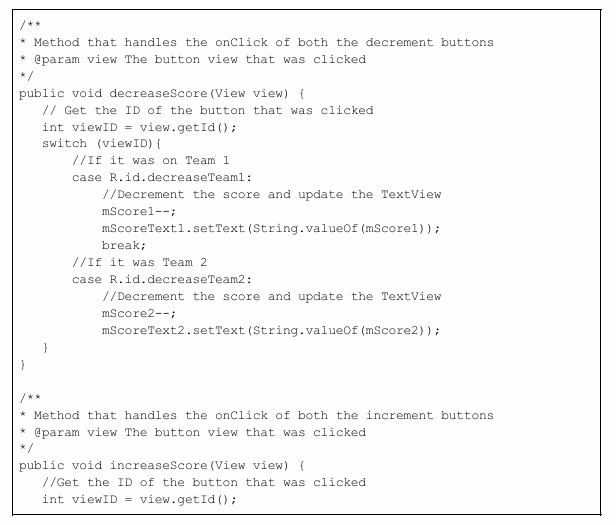 /**
* Method that handles the onClick of both the decrement buttons
* @param view The button view that was clicked
*/
public void decreaseScore(View view) {
// Get the ID of the button that was clicked
int viewID = view.getId();
switch (viewID){
//If it was on Team 1
case R.id.decreaseTeam1:
//Decrement the score and update the TextView
mScore1--;
mScoreText1.setText(String.valueOf(mScore1));
break;
//If it was Team 2
case R.id.decreaseTeam2:
//Decrement the score and update the TextView
mScore2--;
mScoreText2.setText(String.valueOf(mScore2));
}
}
/**
* Method that handles the onClick of both the increment buttons
* @param view The button view that was clicked
*/
public void increaseScore(View view) {
//Get the ID of the button that was clicked
int viewID = view.getId();